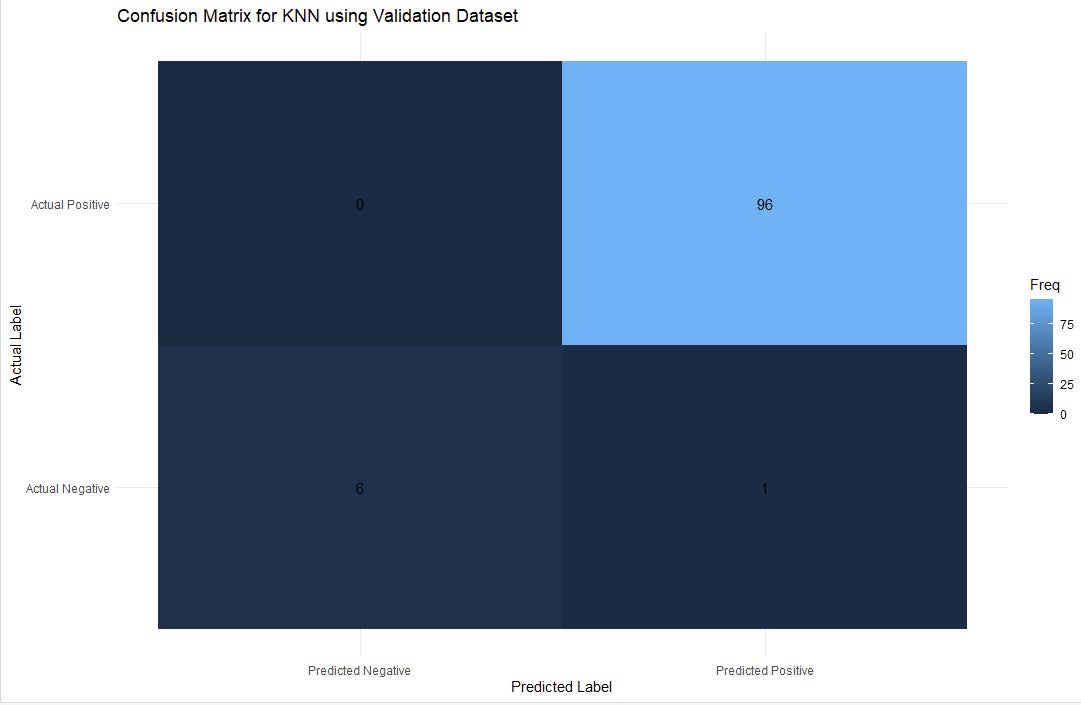 Confusion Matrix for KNN using Validation Dataset
Actual Positive
0
96
Freq
75
50
25
0
Actual Label
Actual Negative
6
1
Predicted Negative
Predicted Positive
Predicted Label